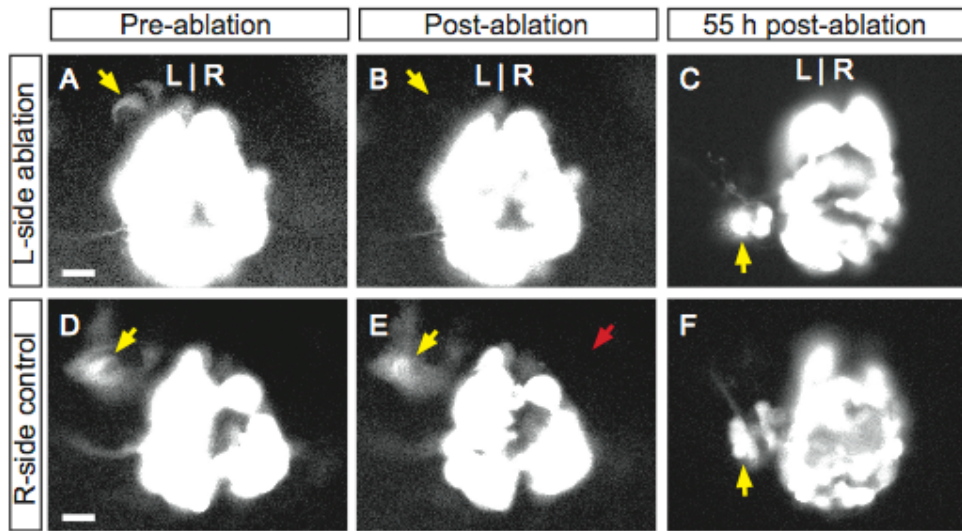 Pre-ablation
Post-ablation
55 h post-ablation
L-side ablation
A
L | R
B
L | R
C
L | R
R-side control
D
E
F